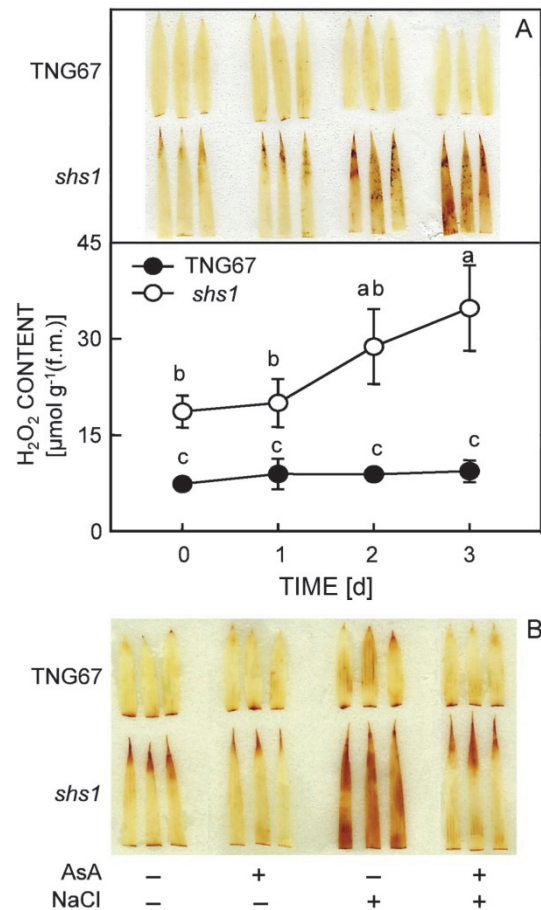 A
TNG67
shs1
45
TNG67
shs1
a
ab
30
b
b
H₂O₂ CONTENT
[µmol g⁻¹(f.m.)]
15
c
c
c
c
0
0 1 2 3
TIME [d]
B
TNG67
shs1
AsA – + – +
NaCl – – + +